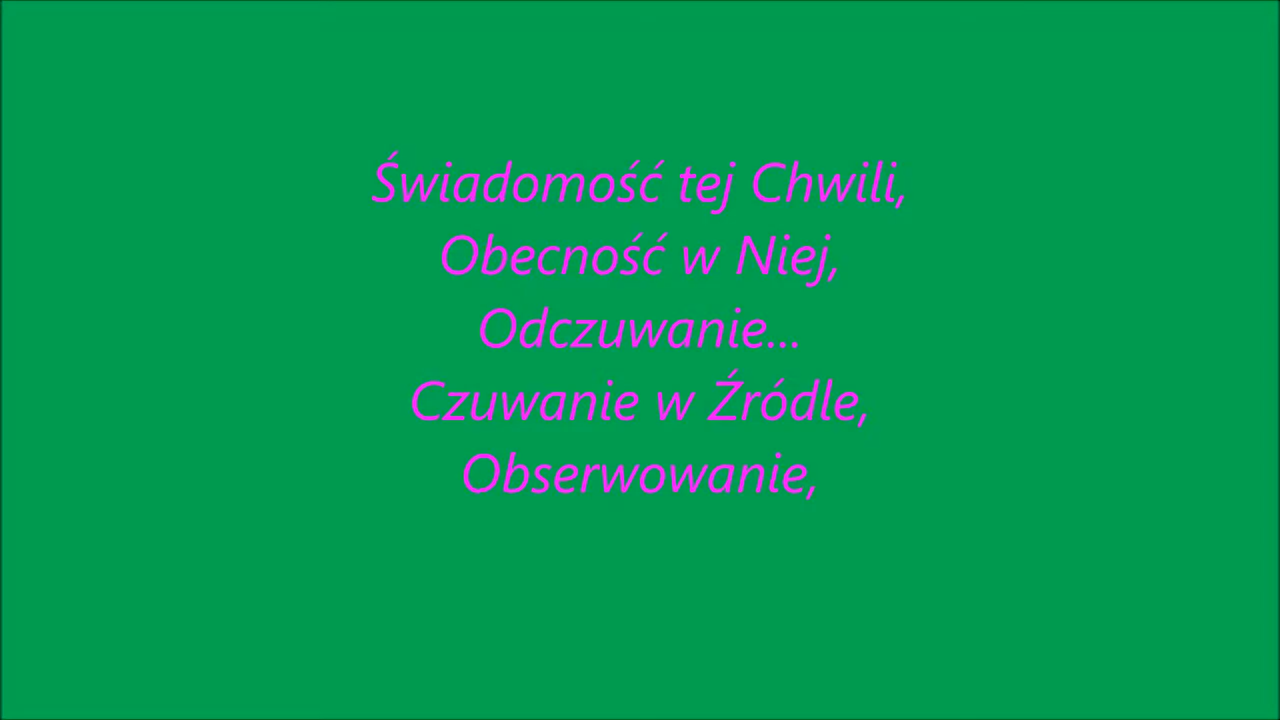 Świadomość tej Chwili,
Obecność w Niej,
Odczuwanie...
Czuwanie w Źródle,
Obserwowanie,